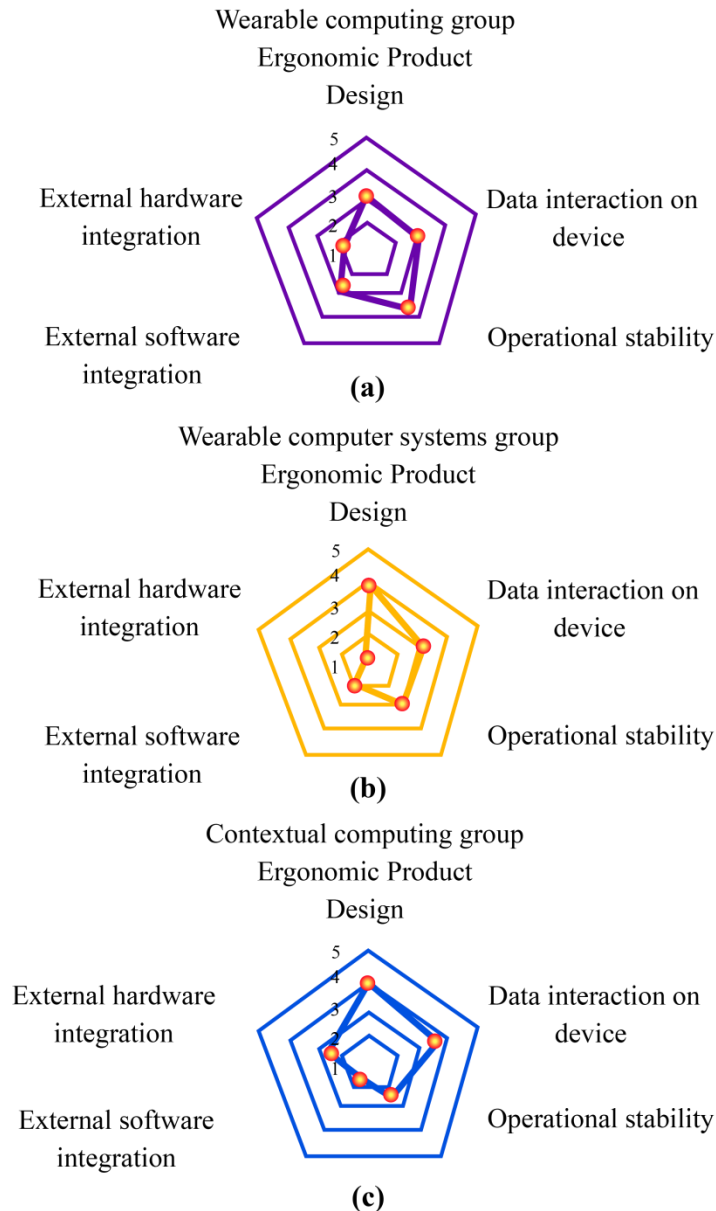 Wearable computing group
Ergonomic Product
Design
5
4
3
2
1
External hardware
integration
Data interaction on
device
External software
integration
Operational stability
(a)
Wearable computer systems group
Ergonomic Product
Design
5
4
3
2
1
External hardware
integration
Data interaction on
device
External software
integration
Operational stability
(b)
Contextual computing group
Ergonomic Product
Design
5
4
3
2
1
External hardware
integration
Data interaction on
device
External software
integration
Operational stability
(c)